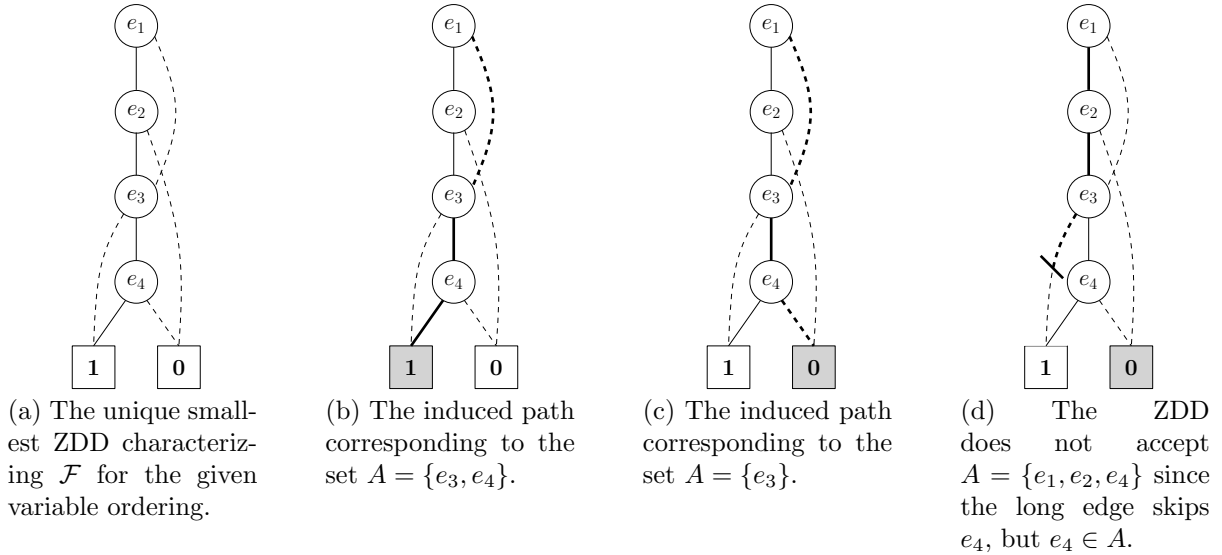 e1
e2
e3
e4
1 0
(a) The unique small-
est ZDD characteriz-
ing F for the given
variable ordering.
e1
e2
e3
e4
1 0
(b) The induced path
corresponding to the
set A = {e3, e4}.
e1
e2
e3
e4
1 0
(c) The induced path
corresponding to the
set A = {e3}.
e1
e2
e3
e4
1 0
(d) The ZDD
does not accept
A = {e1, e2, e4} since
the long edge skips
e4, but e4 ∈ A.